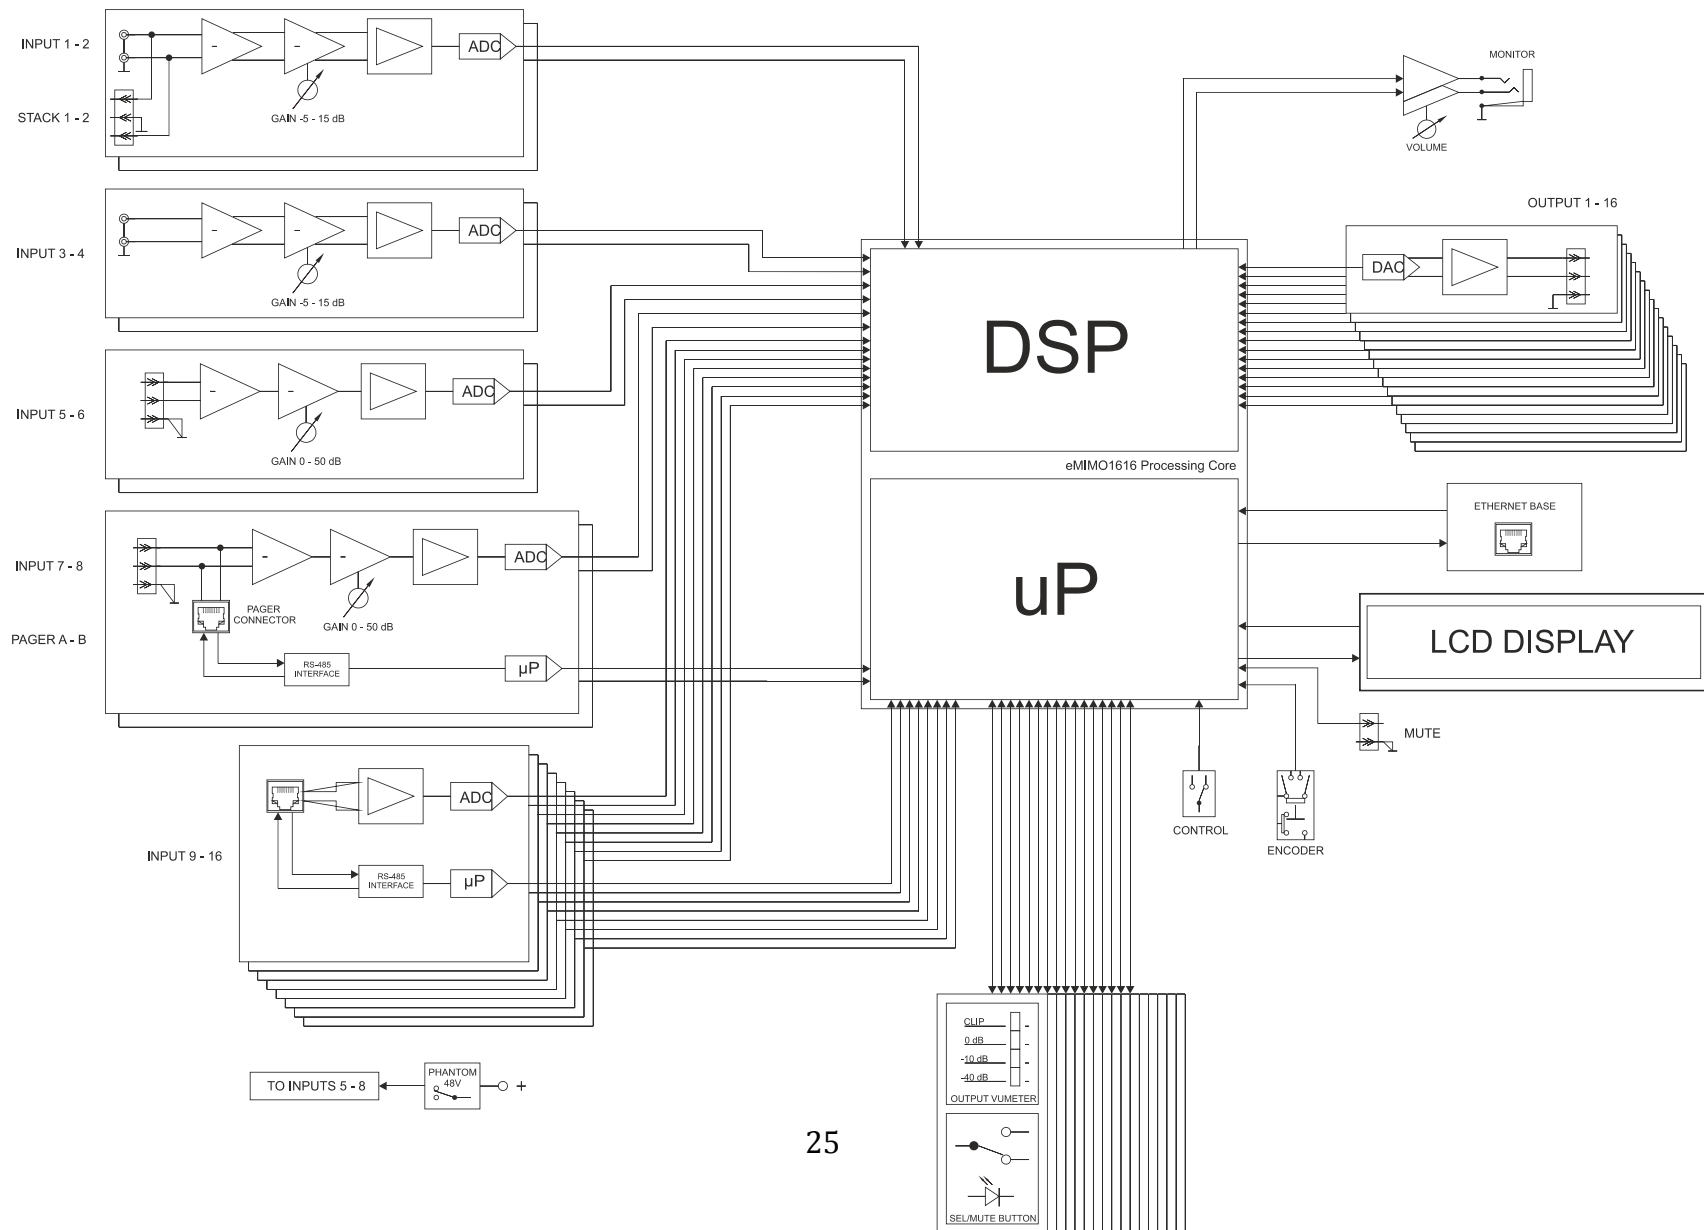 INPUT 1 - 2
STACK 1 - 2
ADC
GAIN -5 - 15 dB
INPUT 3 - 4
ADC
GAIN -5 - 15 dB
INPUT 5 - 6
ADC
GAIN 0 - 50 dB
INPUT 7 - 8
PAGER A - B
ADC
PAGER
CONNECTOR
GAIN 0 - 50 dB
RS-485
INTERFACE
µP
INPUT 9 - 16
ADC
RS-485
INTERFACE
µP
TO INPUTS 5 - 8
PHANTOM
48V
+
DSP
eMIMO1616 Processing Core
uP
MONITOR
VOLUME
OUTPUT 1 - 16
DAC
ETHERNET BASE
LCD DISPLAY
MUTE
CONTROL
ENCODER
CLIP
0 dB
-10 dB
-40 dB
OUTPUT VUMETER
SEL/MUTE BUTTON
25